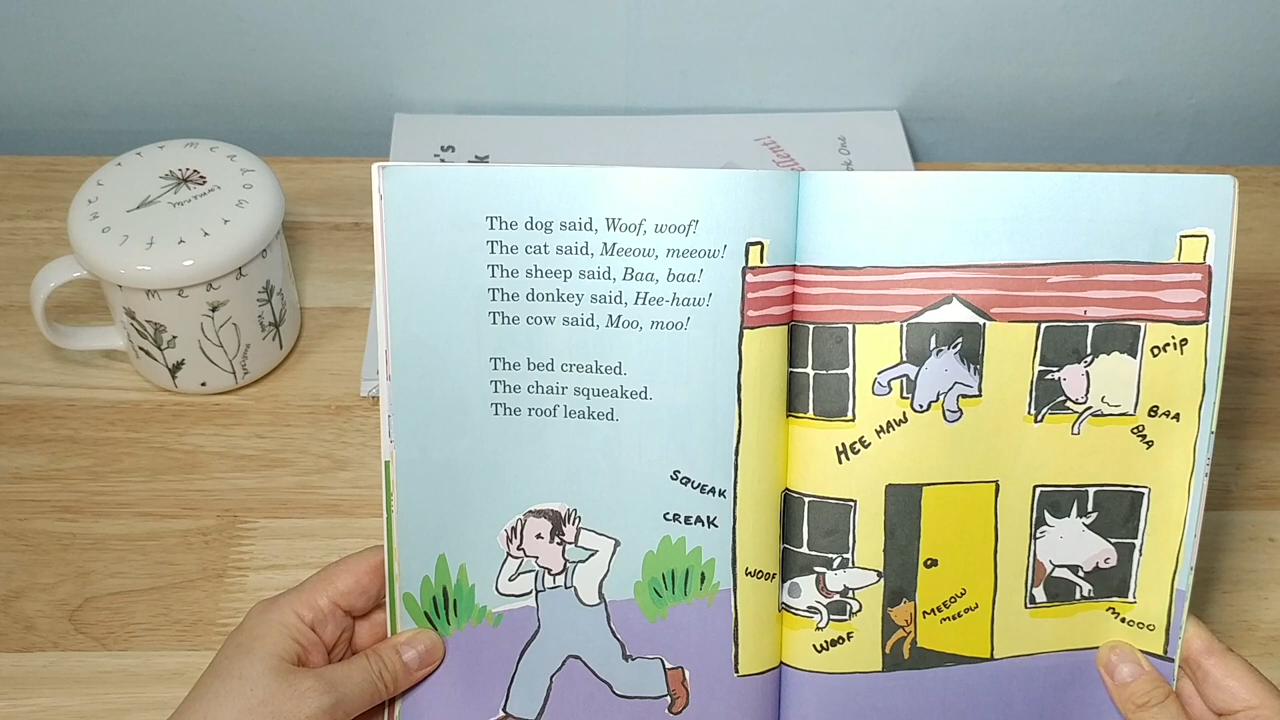 The dog said, Woof, woof!
The cat said, Meeow, meeow!
The sheep said, Baa, baa!
The donkey said, Hee-haw!
The cow said, Moo, moo!
The bed creaked.
The chair squeaked.
The roof leaked.
SQUEAK
CREAK
WOOF
WOOF
HEE HAW
DRIP
BAA
BAA
MEEOW
MEEOW
MOOOO
meadow